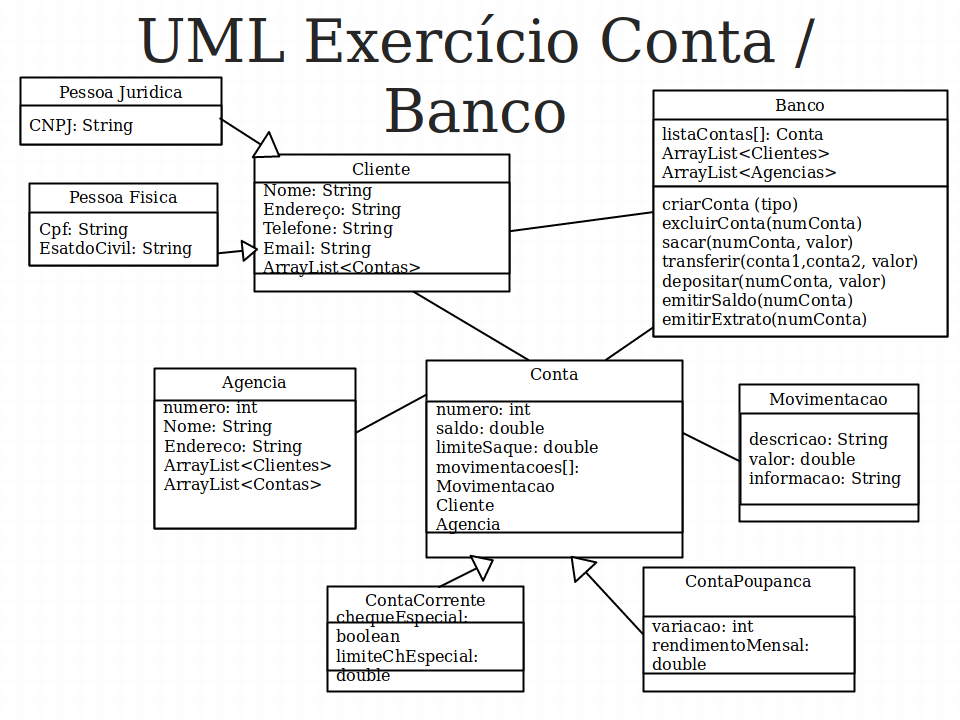 UML Exercício Conta /
Banco
Pessoa Juridica
CNPJ: String
Pessoa Fisica
Cpf: String
EsatdoCivil: String
Cliente
Nome: String
Endereço: String
Telefone: String
Email: String
ArrayList<Contas>
Banco
listaContas[]: Conta
ArrayList<Clientes>
ArrayList<Agencias>
criarConta (tipo)
excluirConta(numConta)
sacar(numConta, valor)
transferir(conta1,conta2, valor)
depositar(numConta, valor)
emitirSaldo(numConta)
emitirExtrato(numConta)
Agencia
numero: int
Nome: String
Endereco: String
ArrayList<Clientes>
ArrayList<Contas>
Conta
numero: int
saldo: double
limiteSaque: double
movimentacoes[]:
Movimentacao
Cliente
Agencia
Movimentacao
descricao: String
valor: double
informacao: String
ContaCorrente
chequeEspecial:
boolean
limiteChEspecial:
double
ContaPoupanca
variacao: int
rendimentoMensal:
double